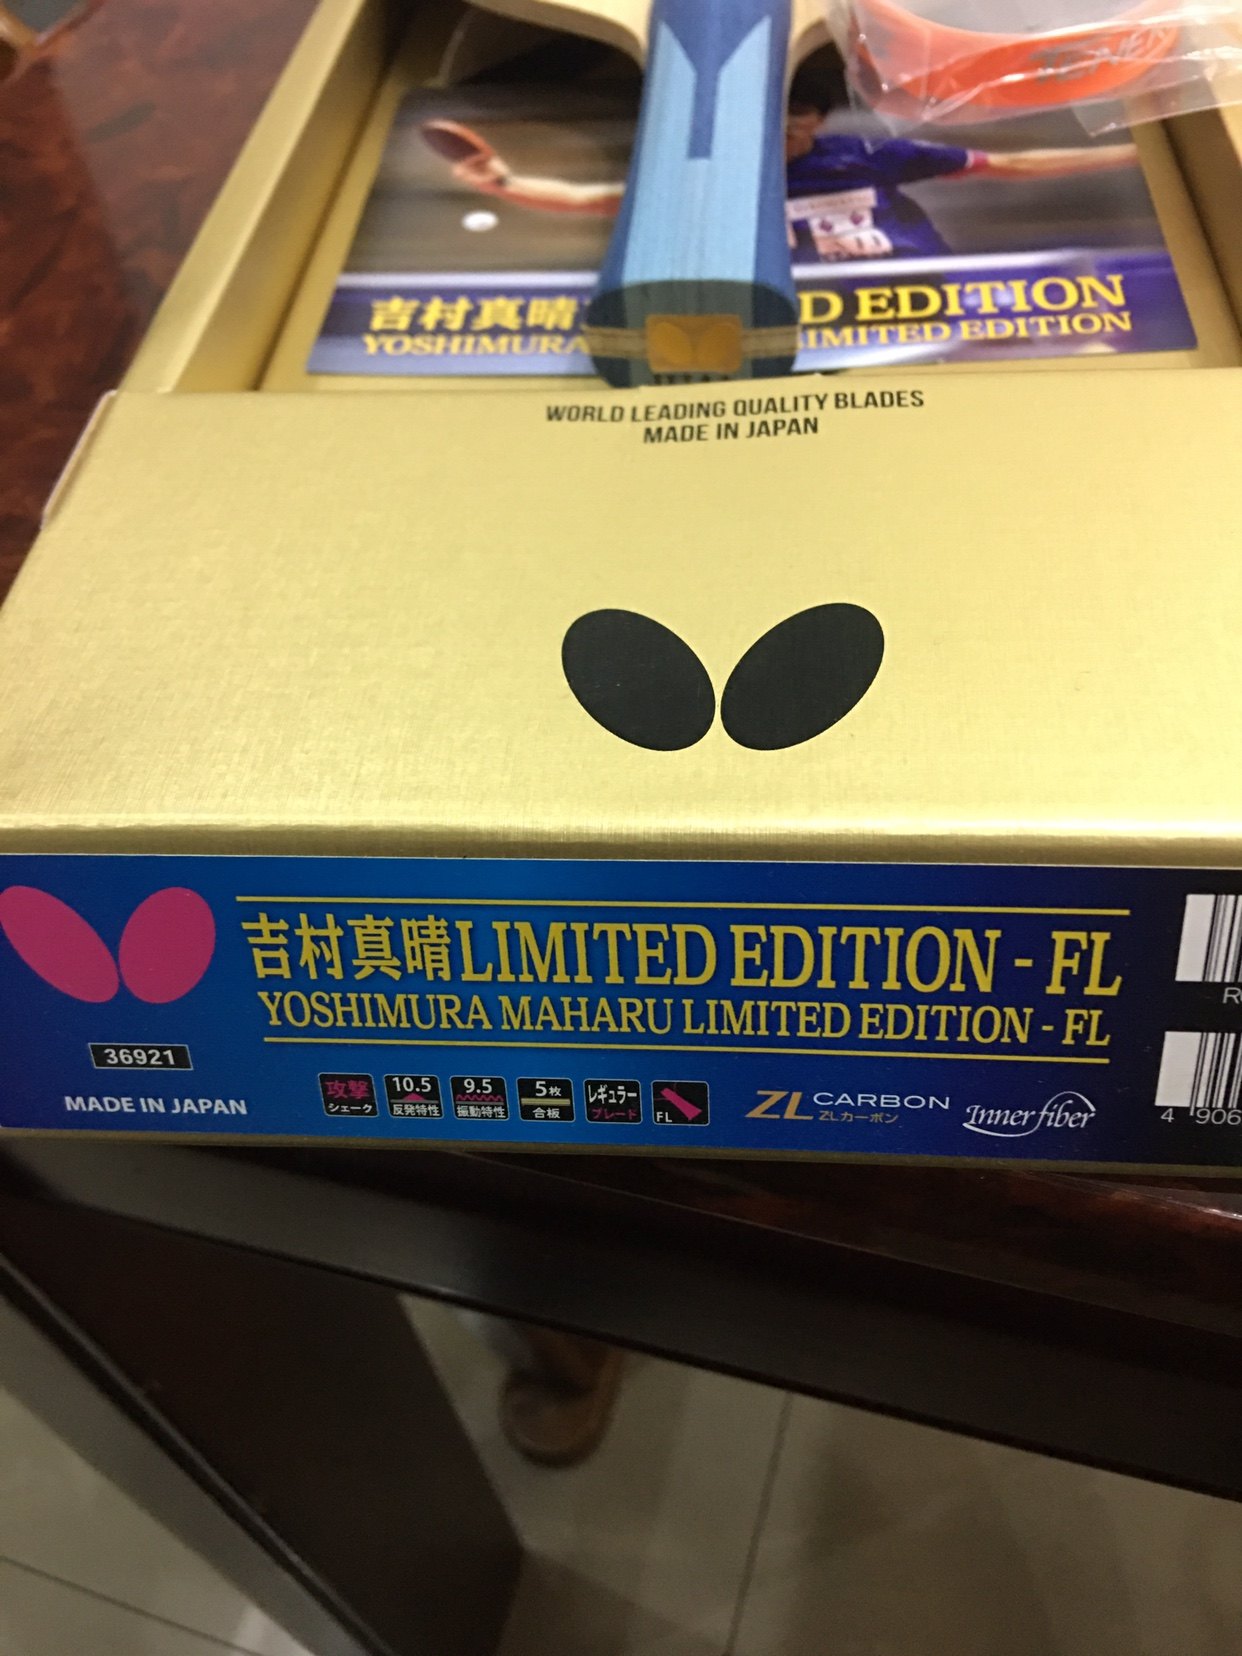 吉村真晴
D EDITION
YOSHIMURA
LIMITED EDITION
WORLD LEADING QUALITY BLADES
MADE IN JAPAN
吉村真晴LIMITED EDITION - FL
YOSHIMURA MAHARU LIMITED EDITION - FL
36921
MADE IN JAPAN
攻撃
シェーク
10.5
反発特性
9.5
振動特性
5枚
合板
レギュラー
ブレード
FL
ZL CARBON
ZLカーボン
Innerfiber
4 906